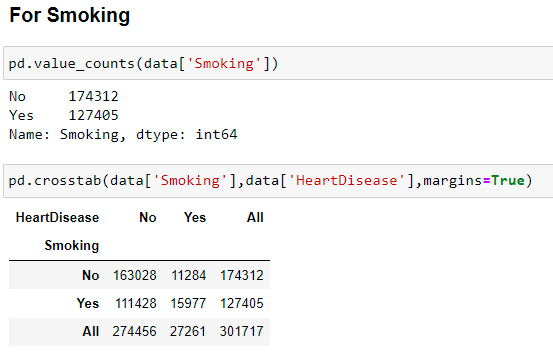 For Smoking
pd.value_counts(data['Smoking'])
No 174312
Yes 127405
Name: Smoking, dtype: int64
pd.crosstab(data['Smoking'],data['HeartDisease'],margins=True)
HeartDisease No Yes All
Smoking
No 163028 11284 174312
Yes 111428 15977 127405
All 274456 27261 301717